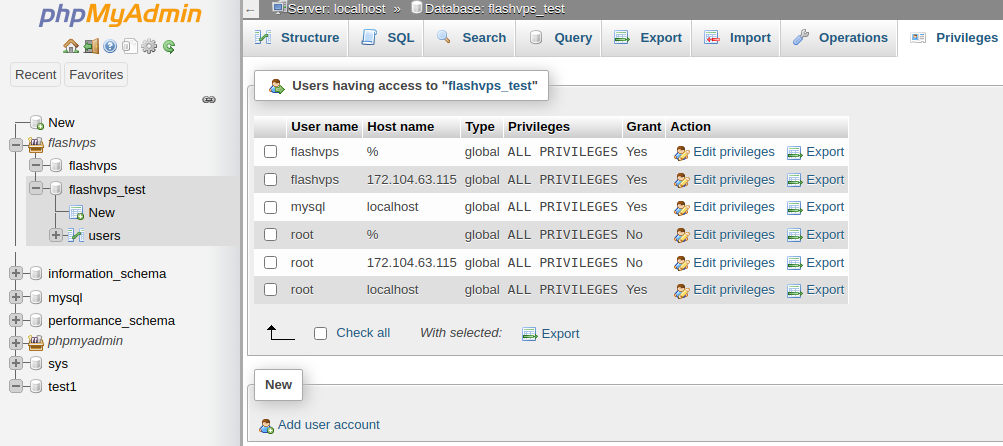 phpMyAdmin
Recent Favorites
New
flashvps
flashvps
flashvps_test
New
users
information_schema
mysql
performance_schema
phpmyadmin
sys
test1
← Server: localhost » Database: flashvps_test
Structure SQL Search Query Export Import Operations Privileges
Users having access to "flashvps_test"
User name Host name Type Privileges Grant Action
flashvps % global ALL PRIVILEGES Yes Edit privileges Export
flashvps 172.104.63.115 global ALL PRIVILEGES Yes Edit privileges Export
mysql localhost global ALL PRIVILEGES Yes Edit privileges Export
root % global ALL PRIVILEGES No Edit privileges Export
root 172.104.63.115 global ALL PRIVILEGES No Edit privileges Export
root localhost global ALL PRIVILEGES Yes Edit privileges Export
Check all With selected: Export
New
Add user account